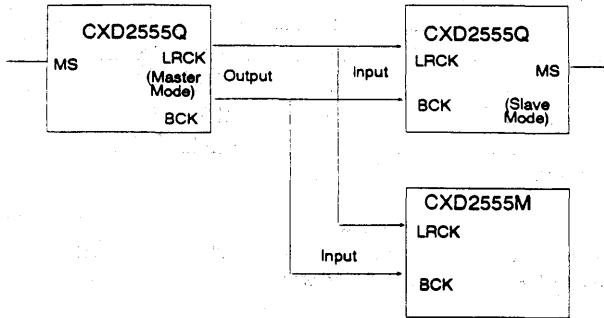 CXD2555Q
MS
LRCK
(Master
Mode)
BCK
Output
Input
CXD2555Q
LRCK
MS
BCK
(Slave
Mode)
CXD2555M
LRCK
Input
BCK